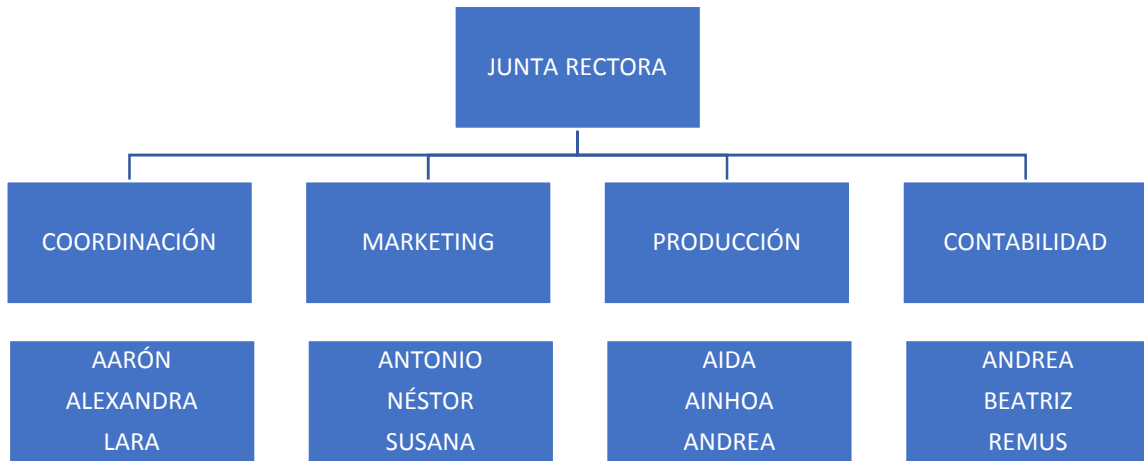 JUNTA RECTORA
COORDINACIÓN
MARKETING
PRODUCCIÓN
CONTABILIDAD
AARÓN
ALEXANDRA
LARA
ANTONIO
NÉSTOR
SUSANA
AIDA
AINHOA
ANDREA
ANDREA
BEATRIZ
REMUS